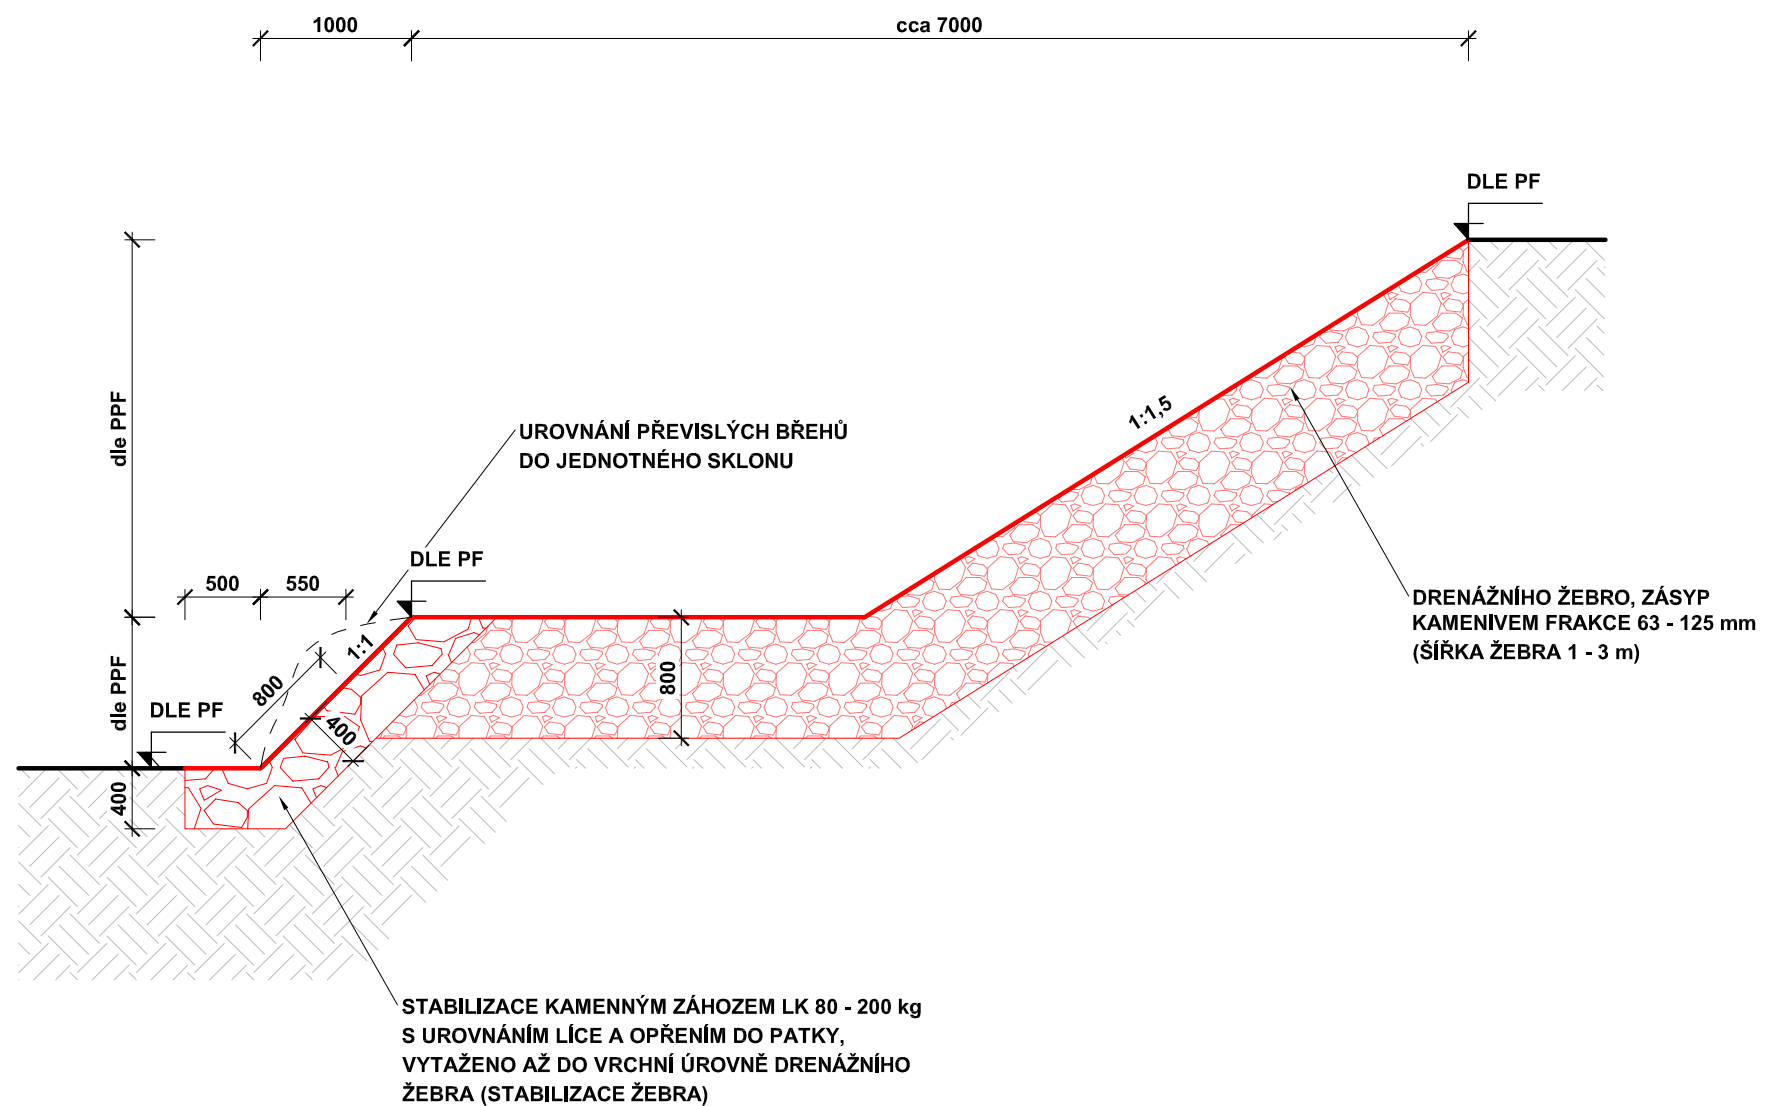 1000
cca 7000
DLE PF
dle PPF
1:1,5
UROVNÁNÍ PŘEVISLÝCH BŘEHŮ
DO JEDNOTNÉHO SKLONU
DLE PF
500
550
DRENÁŽNÍHO ŽEBRO, ZÁSYP
KAMENIVEM FRAKCE 63 - 125 mm
(ŠÍŘKA ŽEBRA 1 - 3 m)
1:1
800
800
dle PPF
DLE PF
400
400
STABILIZACE KAMENNÝM ZÁHOZEM LK 80 - 200 kg
S UROVNÁNÍM LÍCE A OPŘENÍM DO PATKY,
VYTAŽENO AŽ DO VRCHNÍ ÚROVNĚ DRENÁŽNÍHO
ŽEBRA (STABILIZACE ŽEBRA)